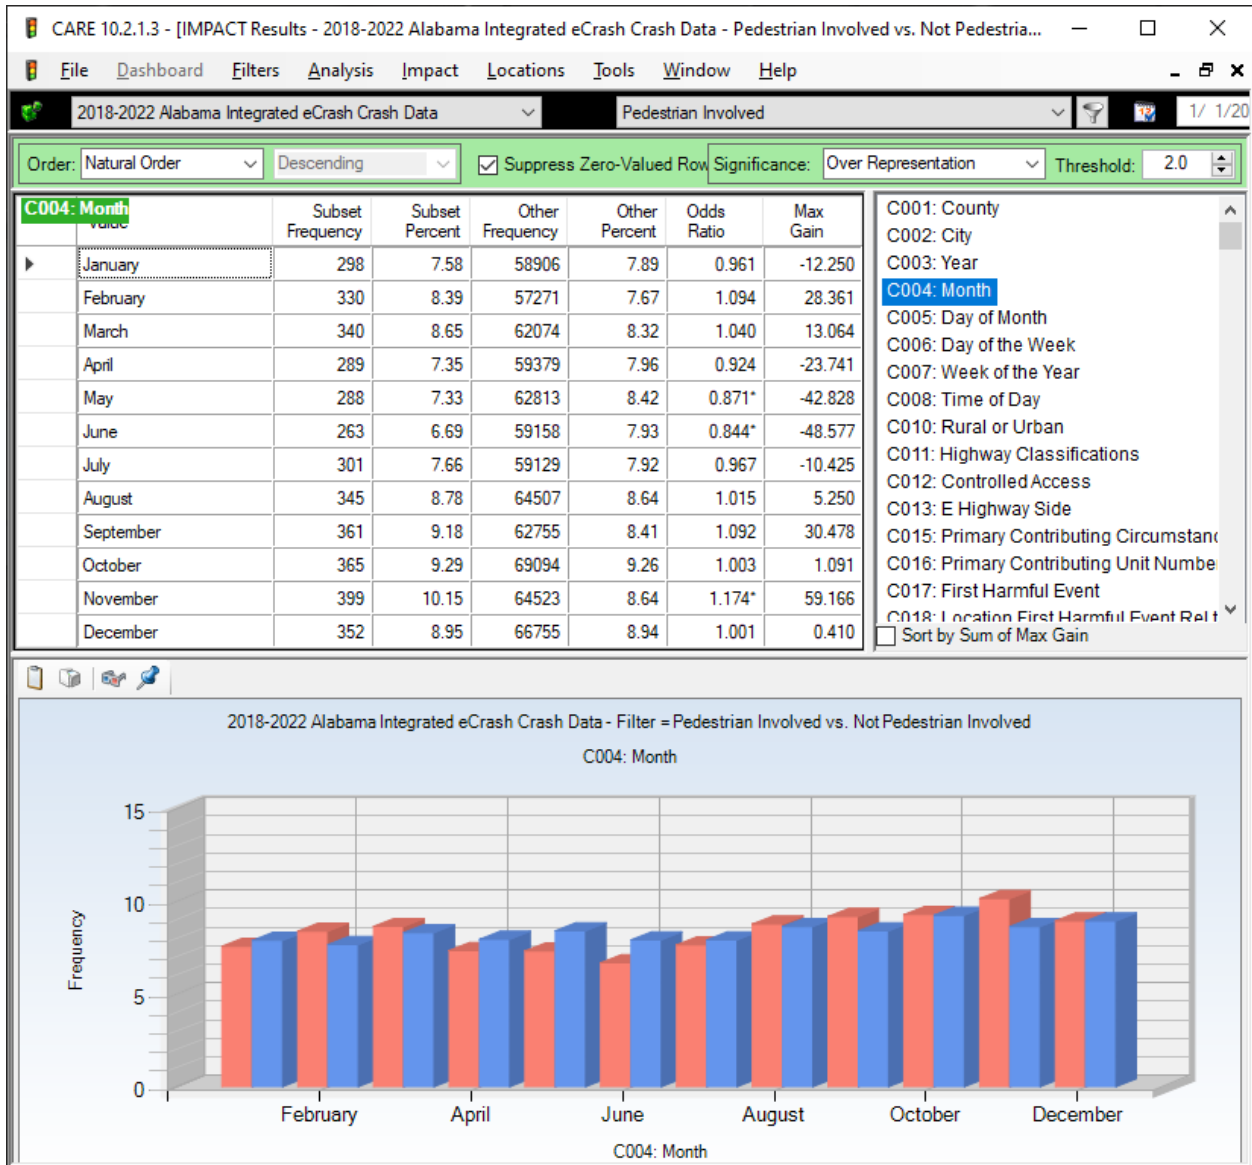 CARE 10.2.1.3 - [IMPACT Results - 2018-2022 Alabama Integrated eCrash Crash Data - Pedestrian Involved vs. Not Pedestria...
File Dashboard Filters Analysis Impact Locations Tools Window Help
2018-2022 Alabama Integrated eCrash Crash Data Pedestrian Involved 1/ 1/20
Order: Natural Order Descending Suppress Zero-Valued Row Significance: Over Representation Threshold: 2.0
C004: Month
Value Subset Frequency Subset Percent Other Frequency Other Percent Odds Ratio Max Gain
January 298 7.58 58906 7.89 0.961 -12.250
February 330 8.39 57271 7.67 1.094 28.361
March 340 8.65 62074 8.32 1.040 13.064
April 289 7.35 59379 7.96 0.924 -23.741
May 288 7.33 62813 8.42 0.871* -42.828
June 263 6.69 59158 7.93 0.844* -48.577
July 301 7.66 59129 7.92 0.967 -10.425
August 345 8.78 64507 8.64 1.015 5.250
September 361 9.18 62755 8.41 1.092 30.478
October 365 9.29 69094 9.26 1.003 1.091
November 399 10.15 64523 8.64 1.174* 59.166
December 352 8.95 66755 8.94 1.001 0.410
C001: County
C002: City
C003: Year
C004: Month
C005: Day of Month
C006: Day of the Week
C007: Week of the Year
C008: Time of Day
C010: Rural or Urban
C011: Highway Classifications
C012: Controlled Access
C013: E Highway Side
C015: Primary Contributing Circumstanc
C016: Primary Contributing Unit Numbe
C017: First Harmful Event
C018: Location First Harmful Event Rel t
Sort by Sum of Max Gain
2018-2022 Alabama Integrated eCrash Crash Data - Filter = Pedestrian Involved vs. Not Pedestrian Involved
C004: Month
15
10
5
0
Frequency
February April June August October December
C004: Month